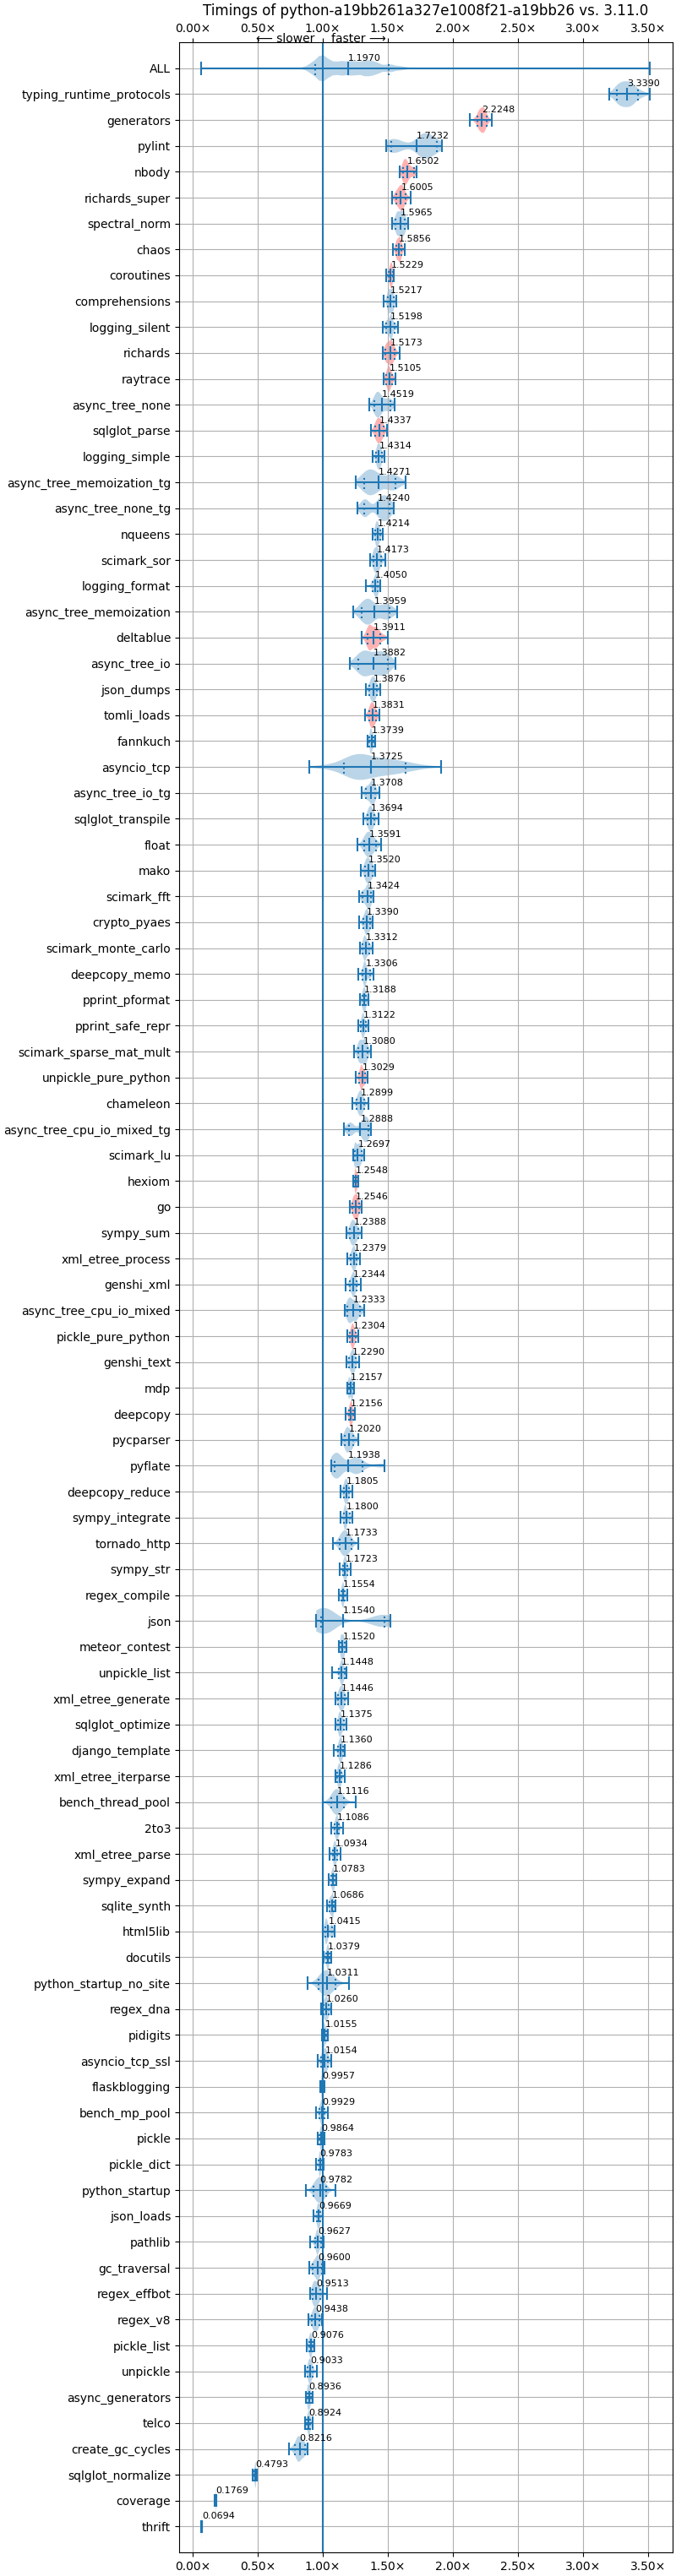 Timings of python-a19bb261a327e1008f21-a19bb26 vs. 3.11.0
⟵ slower    faster ⟶
0.00× 0.50× 1.00× 1.50× 2.00× 2.50× 3.00× 3.50×
ALL 1.1970
typing_runtime_protocols 3.3390
generators 2.2248
pylint 1.7232
nbody 1.6502
richards_super 1.6005
spectral_norm 1.5965
chaos 1.5856
coroutines 1.5229
comprehensions 1.5217
logging_silent 1.5198
richards 1.5173
raytrace 1.5105
async_tree_none 1.4519
sqlglot_parse 1.4337
logging_simple 1.4314
async_tree_memoization_tg 1.4271
async_tree_none_tg 1.4240
nqueens 1.4214
scimark_sor 1.4173
logging_format 1.4050
async_tree_memoization 1.3959
deltablue 1.3911
async_tree_io 1.3882
json_dumps 1.3876
tomli_loads 1.3831
fannkuch 1.3739
asyncio_tcp 1.3725
async_tree_io_tg 1.3708
sqlglot_transpile 1.3694
float 1.3591
mako 1.3520
scimark_fft 1.3424
crypto_pyaes 1.3390
scimark_monte_carlo 1.3312
deepcopy_memo 1.3306
pprint_pformat 1.3188
pprint_safe_repr 1.3122
scimark_sparse_mat_mult 1.3080
unpickle_pure_python 1.3029
chameleon 1.2899
async_tree_cpu_io_mixed_tg 1.2888
scimark_lu 1.2697
hexiom 1.2548
go 1.2546
sympy_sum 1.2388
xml_etree_process 1.2379
genshi_xml 1.2344
async_tree_cpu_io_mixed 1.2333
pickle_pure_python 1.2304
genshi_text 1.2290
mdp 1.2157
deepcopy 1.2156
pycparser 1.2020
pyflate 1.1938
deepcopy_reduce 1.1805
sympy_integrate 1.1800
tornado_http 1.1733
sympy_str 1.1723
regex_compile 1.1554
json 1.1540
meteor_contest 1.1520
unpickle_list 1.1448
xml_etree_generate 1.1446
sqlglot_optimize 1.1375
django_template 1.1360
xml_etree_iterparse 1.1286
bench_thread_pool 1.1116
2to3 1.1086
xml_etree_parse 1.0934
sympy_expand 1.0783
sqlite_synth 1.0686
html5lib 1.0415
docutils 1.0379
python_startup_no_site 1.0311
regex_dna 1.0260
pidigits 1.0155
asyncio_tcp_ssl 1.0154
flaskblogging 0.9957
bench_mp_pool 0.9929
pickle 0.9864
pickle_dict 0.9783
python_startup 0.9782
json_loads 0.9669
pathlib 0.9627
gc_traversal 0.9600
regex_effbot 0.9513
regex_v8 0.9438
pickle_list 0.9076
unpickle 0.9033
async_generators 0.8936
telco 0.8924
create_gc_cycles 0.8216
sqlglot_normalize 0.4793
coverage 0.1769
thrift 0.0694
0.00× 0.50× 1.00× 1.50× 2.00× 2.50× 3.00× 3.50×